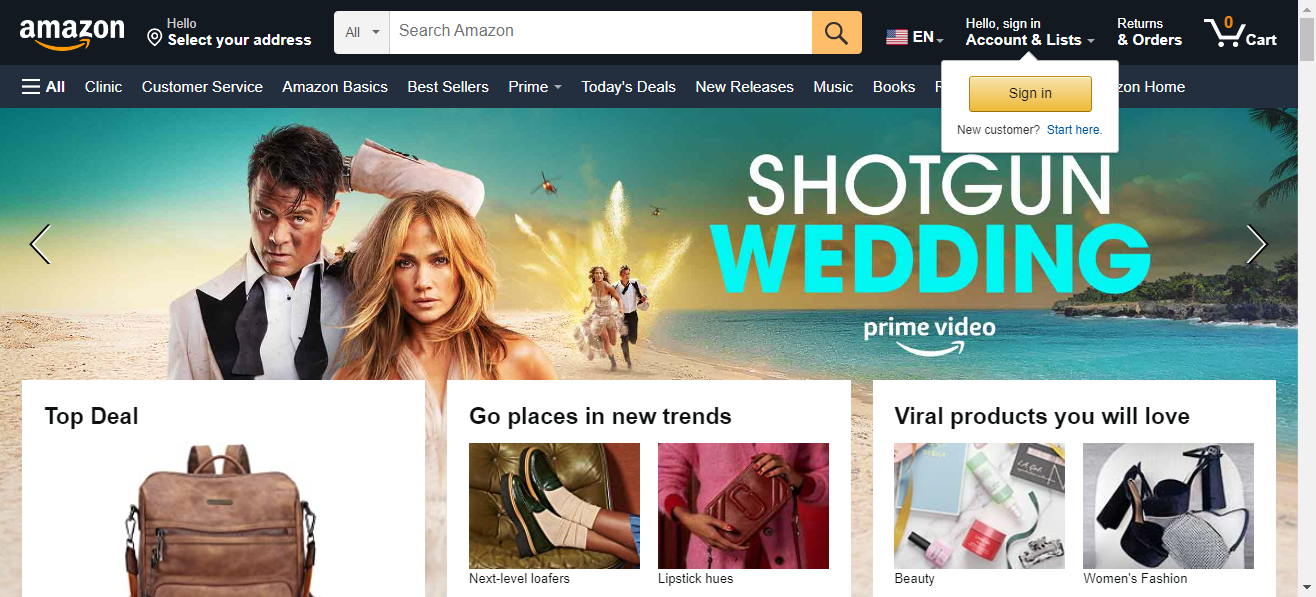 amazon
Hello
Select your address
All
Search Amazon
EN
Hello, sign in
Account & Lists
Returns
& Orders
0
Cart
All
Clinic
Customer Service
Amazon Basics
Best Sellers
Prime
Today's Deals
New Releases
Music
Books
zon Home
Sign in
New customer? Start here.
SHOTGUN
WEDDING
prime video
Top Deal
Go places in new trends
Next-level loafers
Lipstick hues
Viral products you will love
Beauty
Women's Fashion